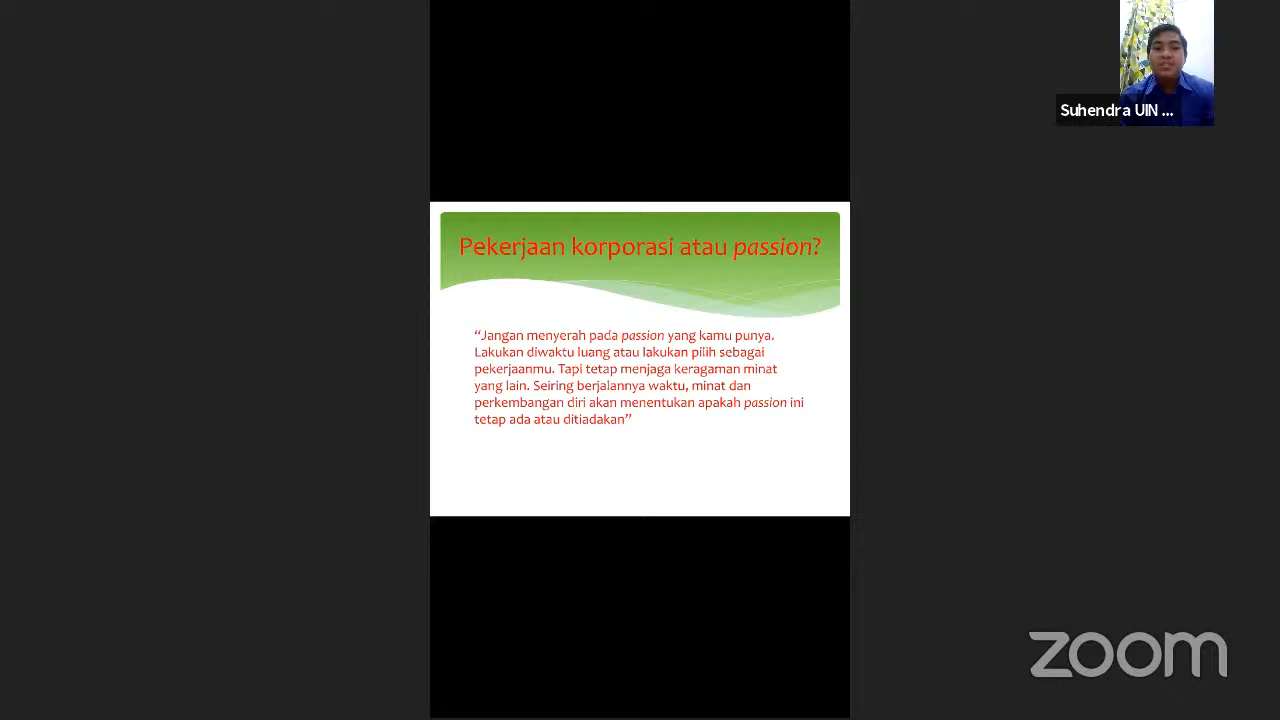 Suhendra UIN ...
Pekerjaan korporasi atau passion?
“Jangan menyerah pada passion yang kamu punya.
Lakukan diwaktu luang atau lakukan pilih sebagai
pekerjaanmu. Tapi tetap menjaga keragaman minat
yang lain. Seiring berjalannya waktu, minat dan
perkembangan diri akan menentukan apakah passion ini
tetap ada atau ditiadakan”
zoom